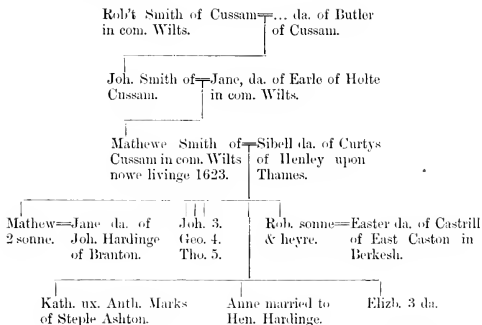 Rob't Smith of Cussam=... da. of Butler
in com. Wilts. of Cussam.
Joh. Smith of=Jane, da. of Earle of Holte
Cussam. in com. Wilts.
Mathewe Smith of=Sibell da. of Curtys
Cussam in com. Wilts of Henley upon
nowe livinge 1623. Thames.
Mathew=Jane da. of Joh. 3. Rob. sonne=Easter da. of Castrill
2 sonne. Joh. Hardinge Geo. 4. & heyre. of East Caston in
of Branton. Tho. 5. Berkesh.
Kath. ux. Anth. Marks Anne married to Elizb. 3 da.
of Steple Ashton. Hen. Hardinge.